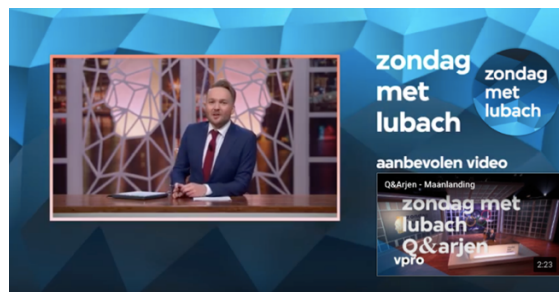 zondag
met
lubach
zondag
met
lubach
aanbevolen video
Q&Arjen - Maanlanding
zondag met
lubach
Q&arjen
vpro
2:23